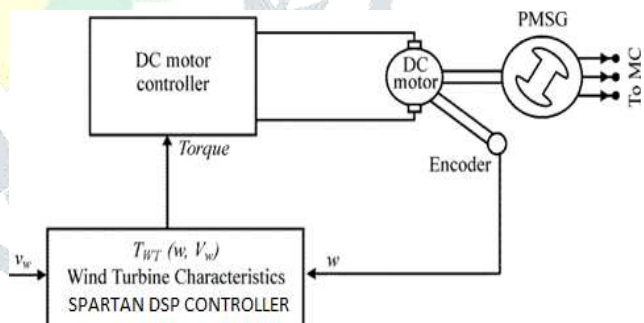 PMSG
DC motor
controller
DC
motor
To MC
Torque
Encoder
T_WT (w, V_w)
v_w
w
Wind Turbine Characteristics
SPARTAN DSP CONTROLLER